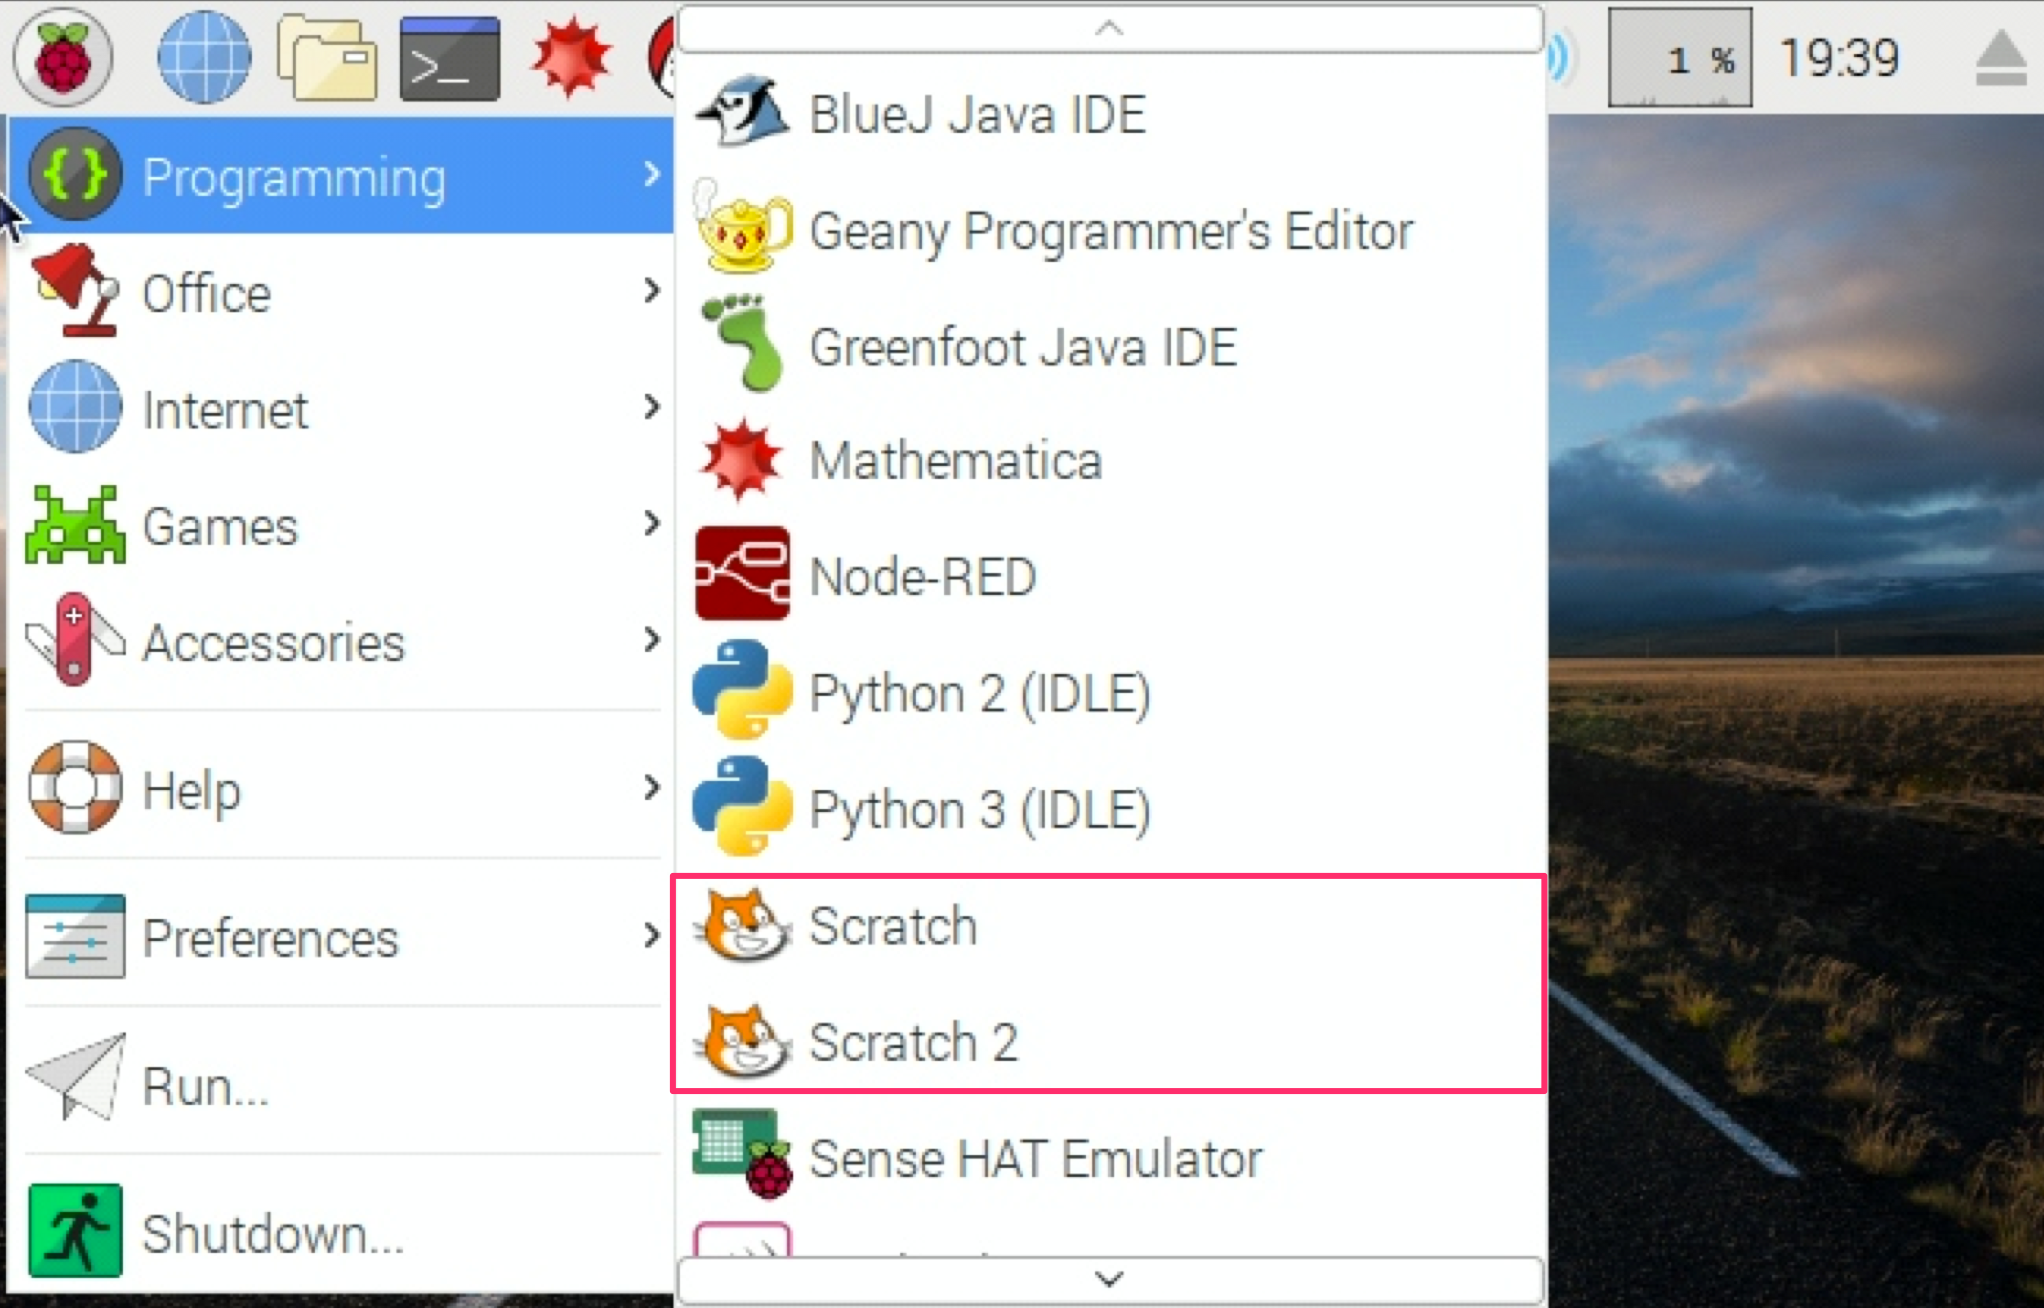 >_
1 %
19:39
Programming
Office
Internet
Games
Accessories
Help
Preferences
Run...
Shutdown...
BlueJ Java IDE
Geany Programmer's Editor
Greenfoot Java IDE
Mathematica
Node-RED
Python 2 (IDLE)
Python 3 (IDLE)
Scratch
Scratch 2
Sense HAT Emulator